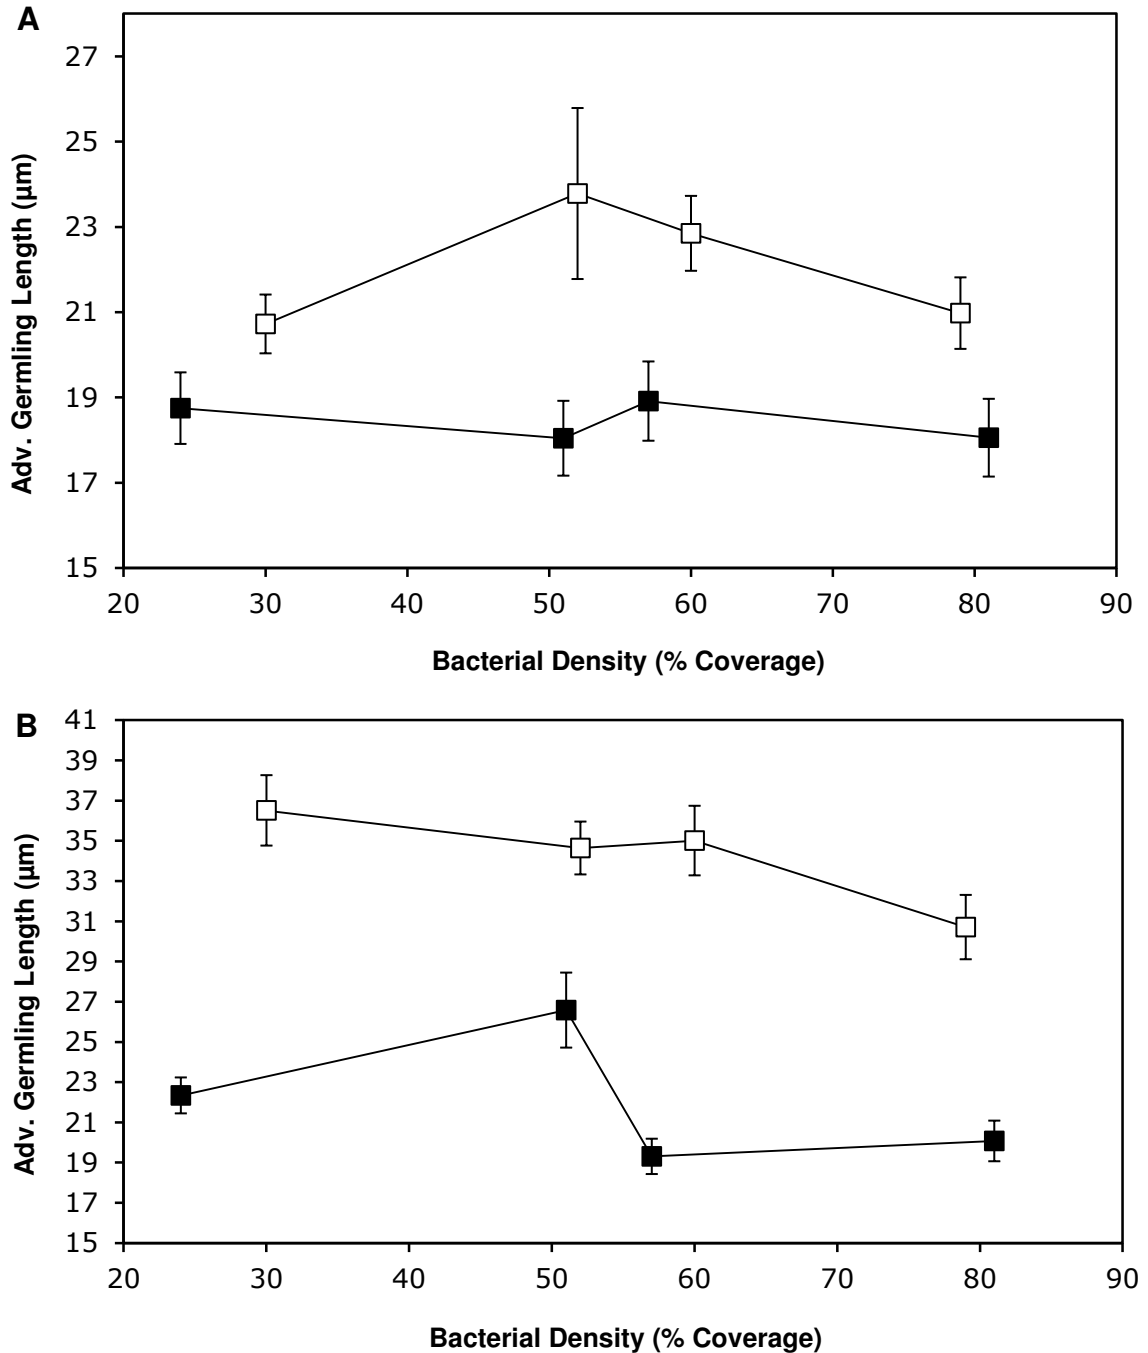 A
Adv. Germling Length (µm)
27
25
23
21
19
17
15
20 30 40 50 60 70 80 90
Bacterial Density (% Coverage)
B
Adv. Germling Length (µm)
41
39
37
35
33
31
29
27
25
23
21
19
17
15
20 30 40 50 60 70 80 90
Bacterial Density (% Coverage)